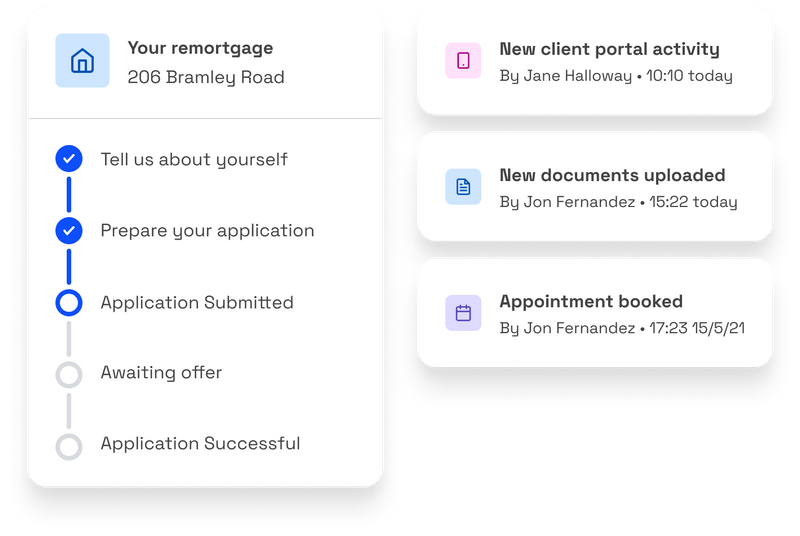 Your remortgage
206 Bramley Road
Tell us about yourself
Prepare your application
Application Submitted
Awaiting offer
Application Successful
New client portal activity
By Jane Halloway • 10:10 today
New documents uploaded
By Jon Fernandez • 15:22 today
Appointment booked
By Jon Fernandez • 17:23 15/5/21